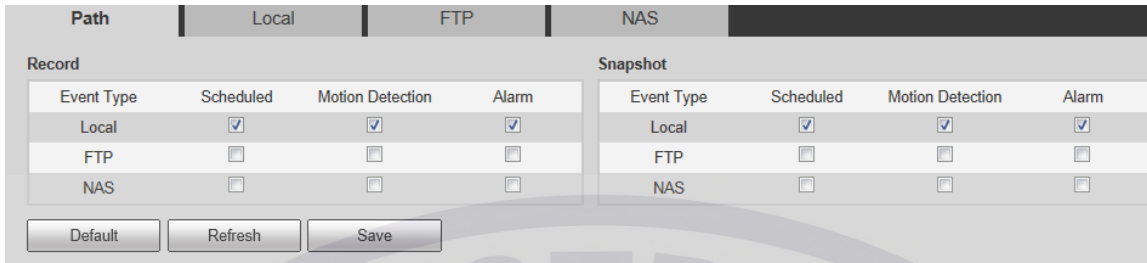 Path Local FTP NAS
Record Snapshot
Event Type Scheduled Motion Detection Alarm Event Type Scheduled Motion Detection Alarm
Local Local
FTP FTP
NAS NAS
Default Refresh Save